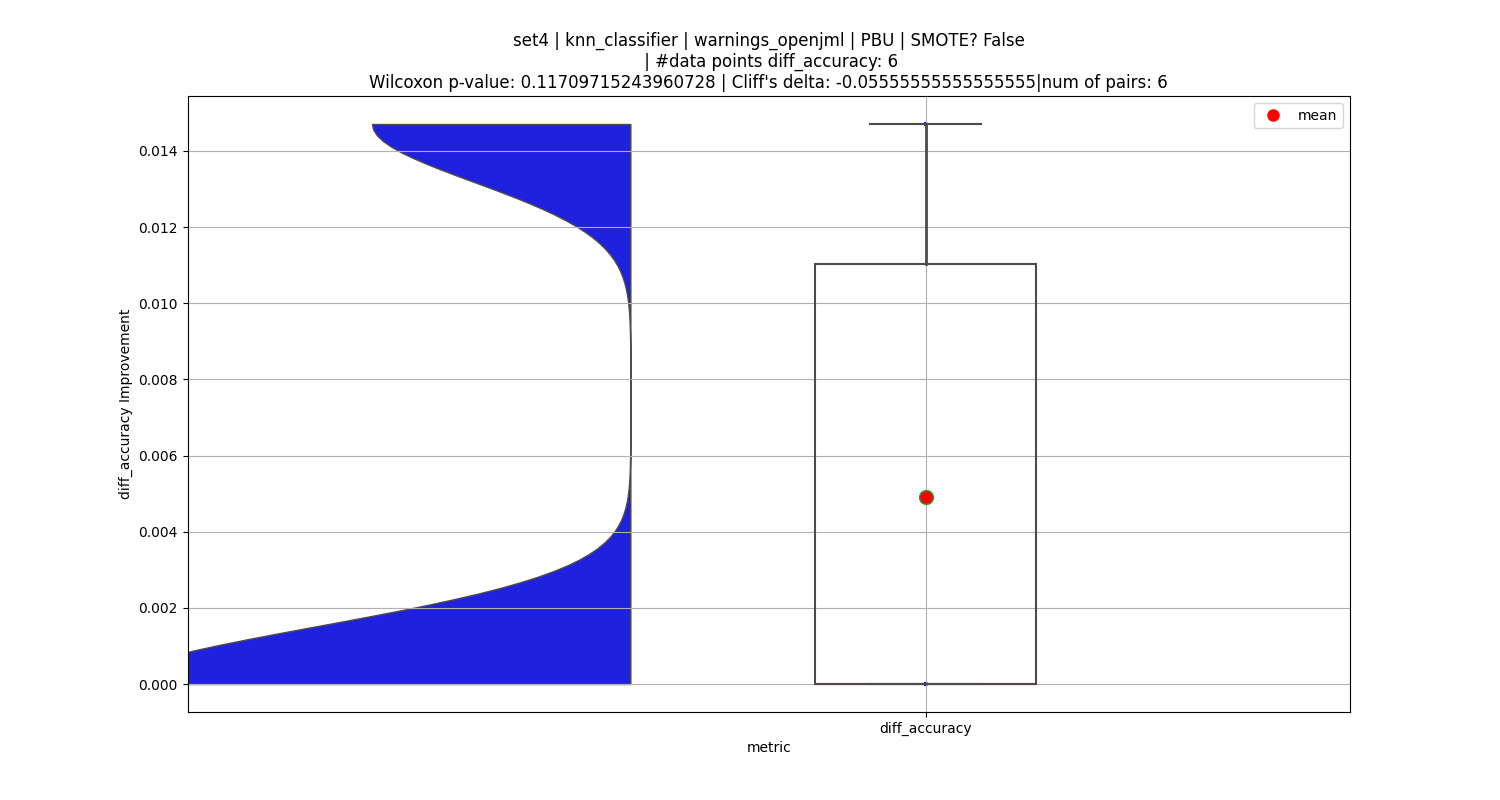 set4 | knn_classifier | warnings_openjml | PBU | SMOTE? False
| #data points diff_accuracy: 6
Wilcoxon p-value: 0.11709715243960728 | Cliff's delta: -0.05555555555555555|num of pairs: 6
mean
0.014
0.012
0.010
0.008
0.006
0.004
0.002
0.000
diff_accuracy Improvement
diff_accuracy
metric